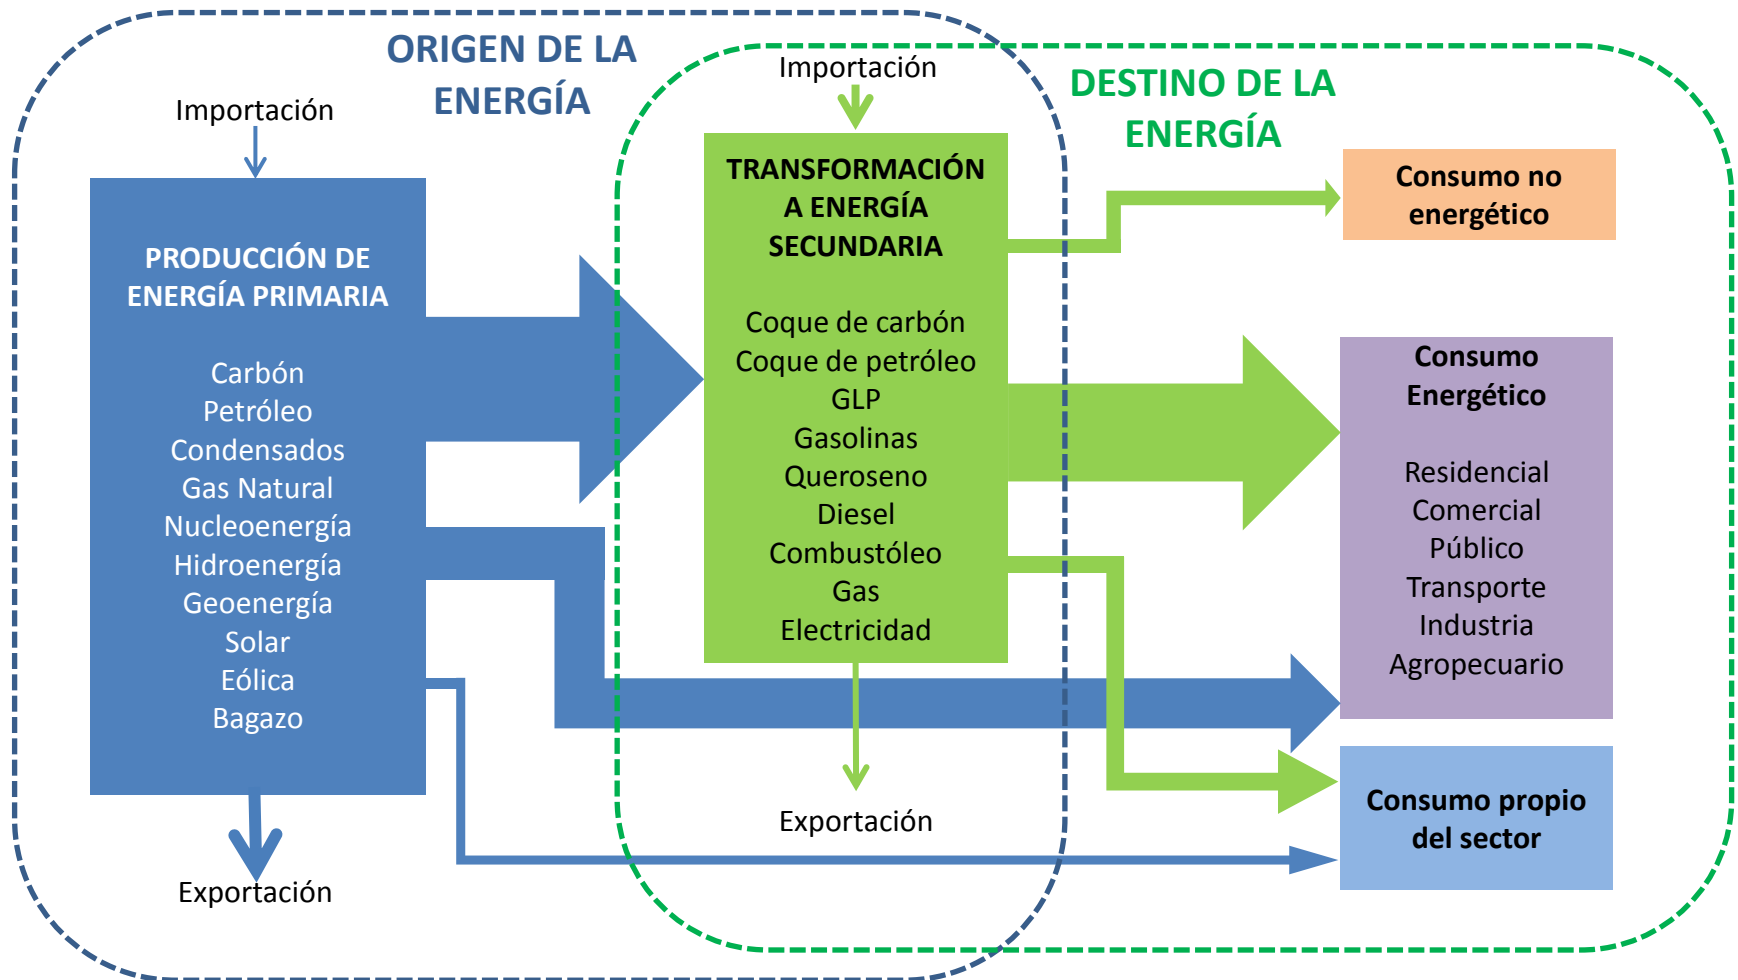 ORIGEN DE LA
ENERGÍA
Importación
PRODUCCIÓN DE
ENERGÍA PRIMARIA
Carbón
Petróleo
Condensados
Gas Natural
Nucleoenergía
Hidroenergía
Geoenergía
Solar
Eólica
Bagazo
Exportación
Importación
TRANSFORMACIÓN
A ENERGÍA
SECUNDARIA
Coque de carbón
Coque de petróleo
GLP
Gasolinas
Queroseno
Diesel
Combustóleo
Gas
Electricidad
Exportación
DESTINO DE LA
ENERGÍA
Consumo no
energético
Consumo
Energético
Residencial
Comercial
Público
Transporte
Industria
Agropecuario
Consumo propio
del sector